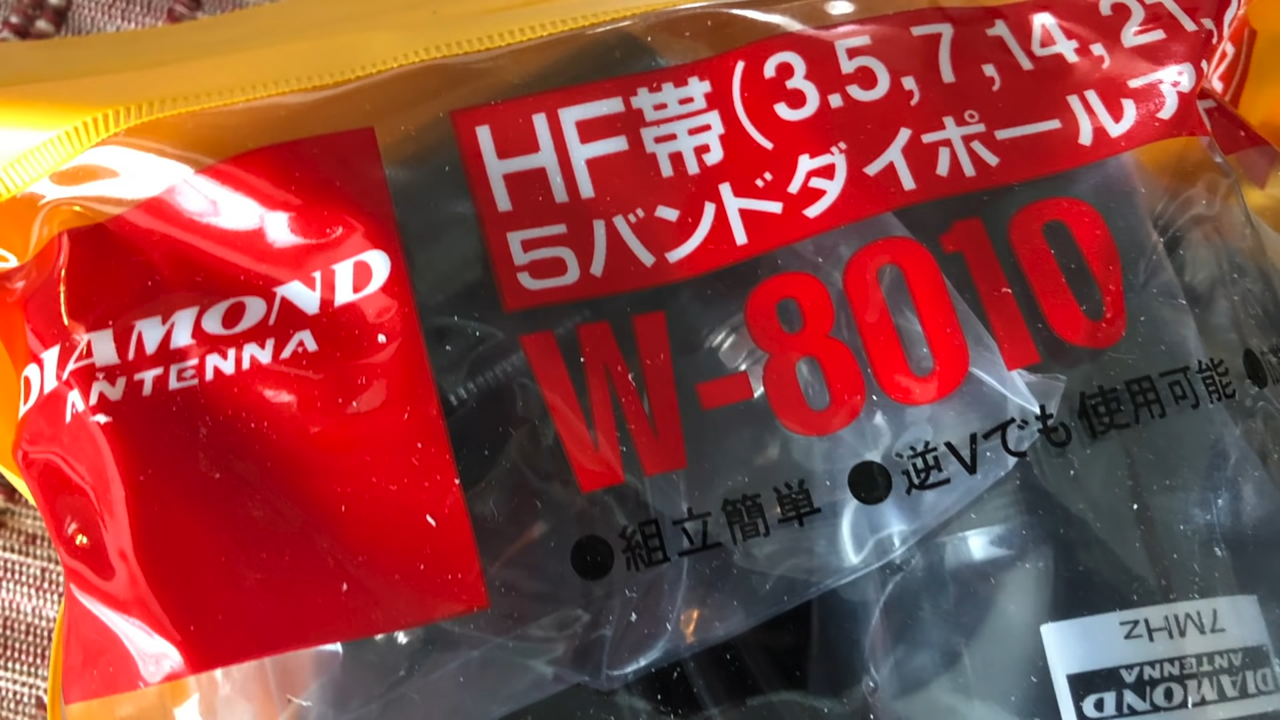 HF帯(3.5,7,14,21,
5バンドダイポールア
DIAMOND
ANTENNA
W-8010
●組立簡単 ●逆Vでも使用可能 ●
7MHz
DIAMOND
ANTENNA